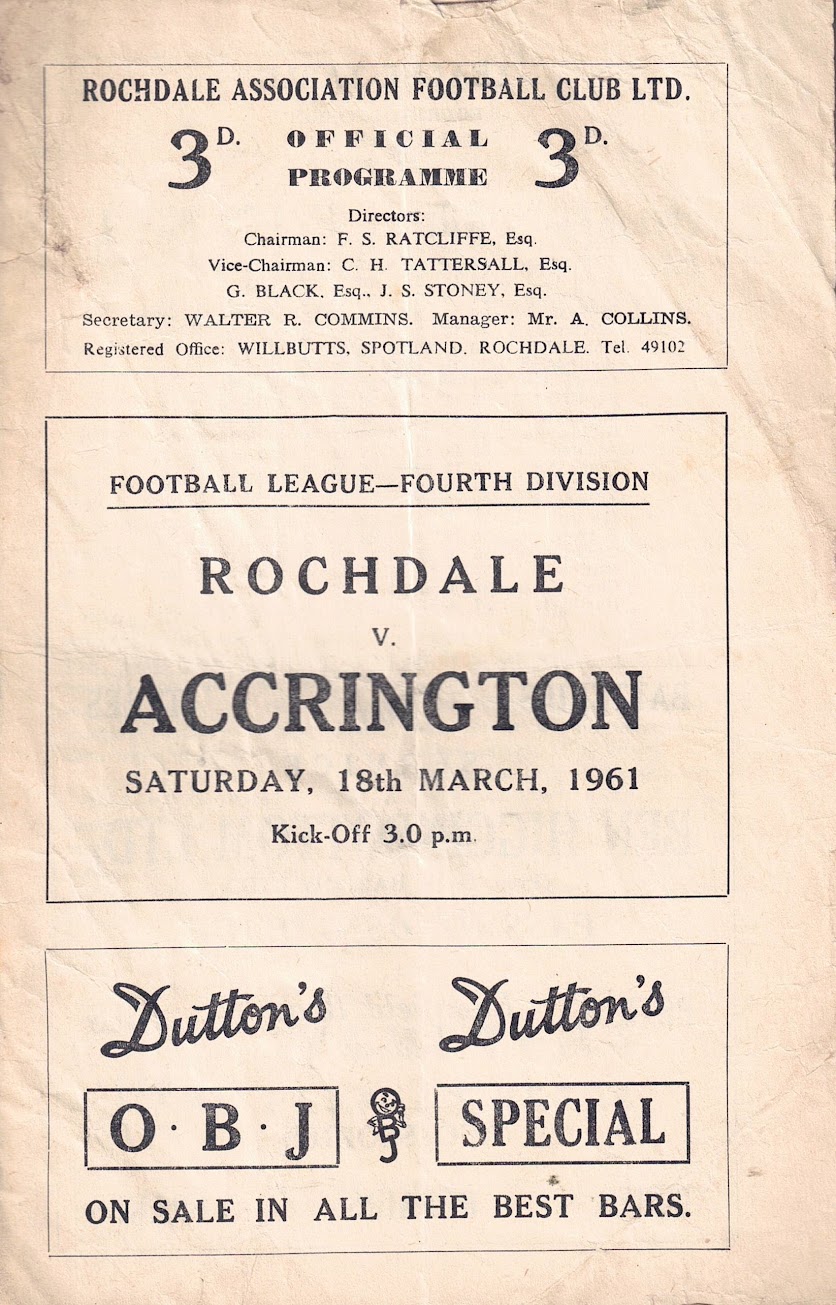 ROCHDALE ASSOCIATION FOOTBALL CLUB LTD.
3D. OFFICIAL 3D.
PROGRAMME
Directors:
Chairman: F. S. RATCLIFFE, Esq.
Vice-Chairman: C. H. TATTERSALL, Esq.
G. BLACK, Esq., J. S. STONEY, Esq.
Secretary: WALTER R. COMMINS. Manager: Mr. A. COLLINS.
Registered Office: WILLBUTTS, SPOTLAND, ROCHDALE. Tel. 49102
FOOTBALL LEAGUE—FOURTH DIVISION
ROCHDALE
V.
ACCRINGTON
SATURDAY, 18th MARCH, 1961
Kick-Off 3.0 p.m.
Dutton's Dutton's
O·B·J OBJ SPECIAL
ON SALE IN ALL THE BEST BARS.